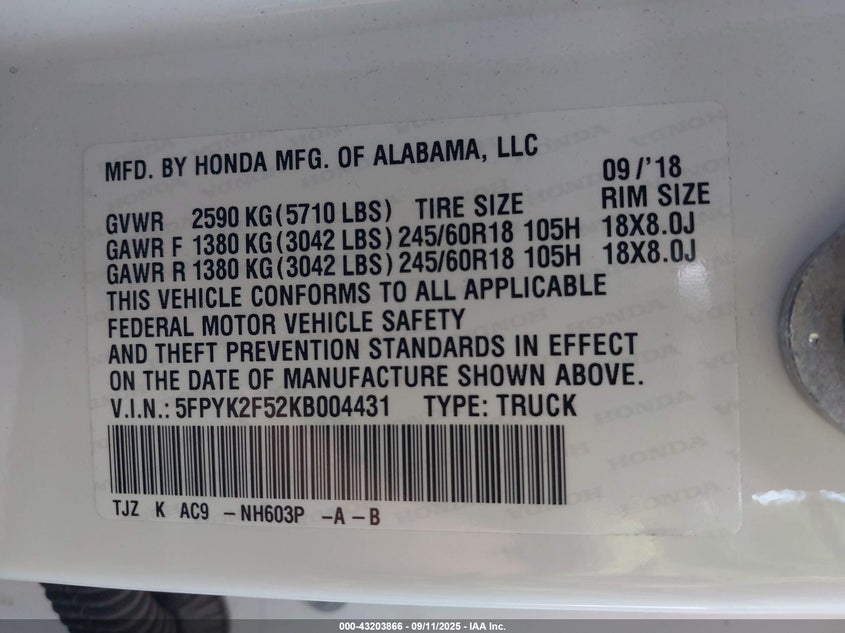 MFD. BY HONDA MFG. OF ALABAMA, LLC
09/'18
GVWR 2590 KG (5710 LBS) TIRE SIZE RIM SIZE
GAWR F 1380 KG (3042 LBS) 245/60R18 105H 18X8.0J
GAWR R 1380 KG (3042 LBS) 245/60R18 105H 18X8.0J
THIS VEHICLE CONFORMS TO ALL APPLICABLE
FEDERAL MOTOR VEHICLE SAFETY
AND THEFT PREVENTION STANDARDS IN EFFECT
ON THE DATE OF MANUFACTURE SHOWN ABOVE.
V.I.N.: 5FPYK2F52KB004431 TYPE: TRUCK
TJZ K AC9 -NH603P -A-B
000-43203866 - 09/11/2025 - IAA Inc.